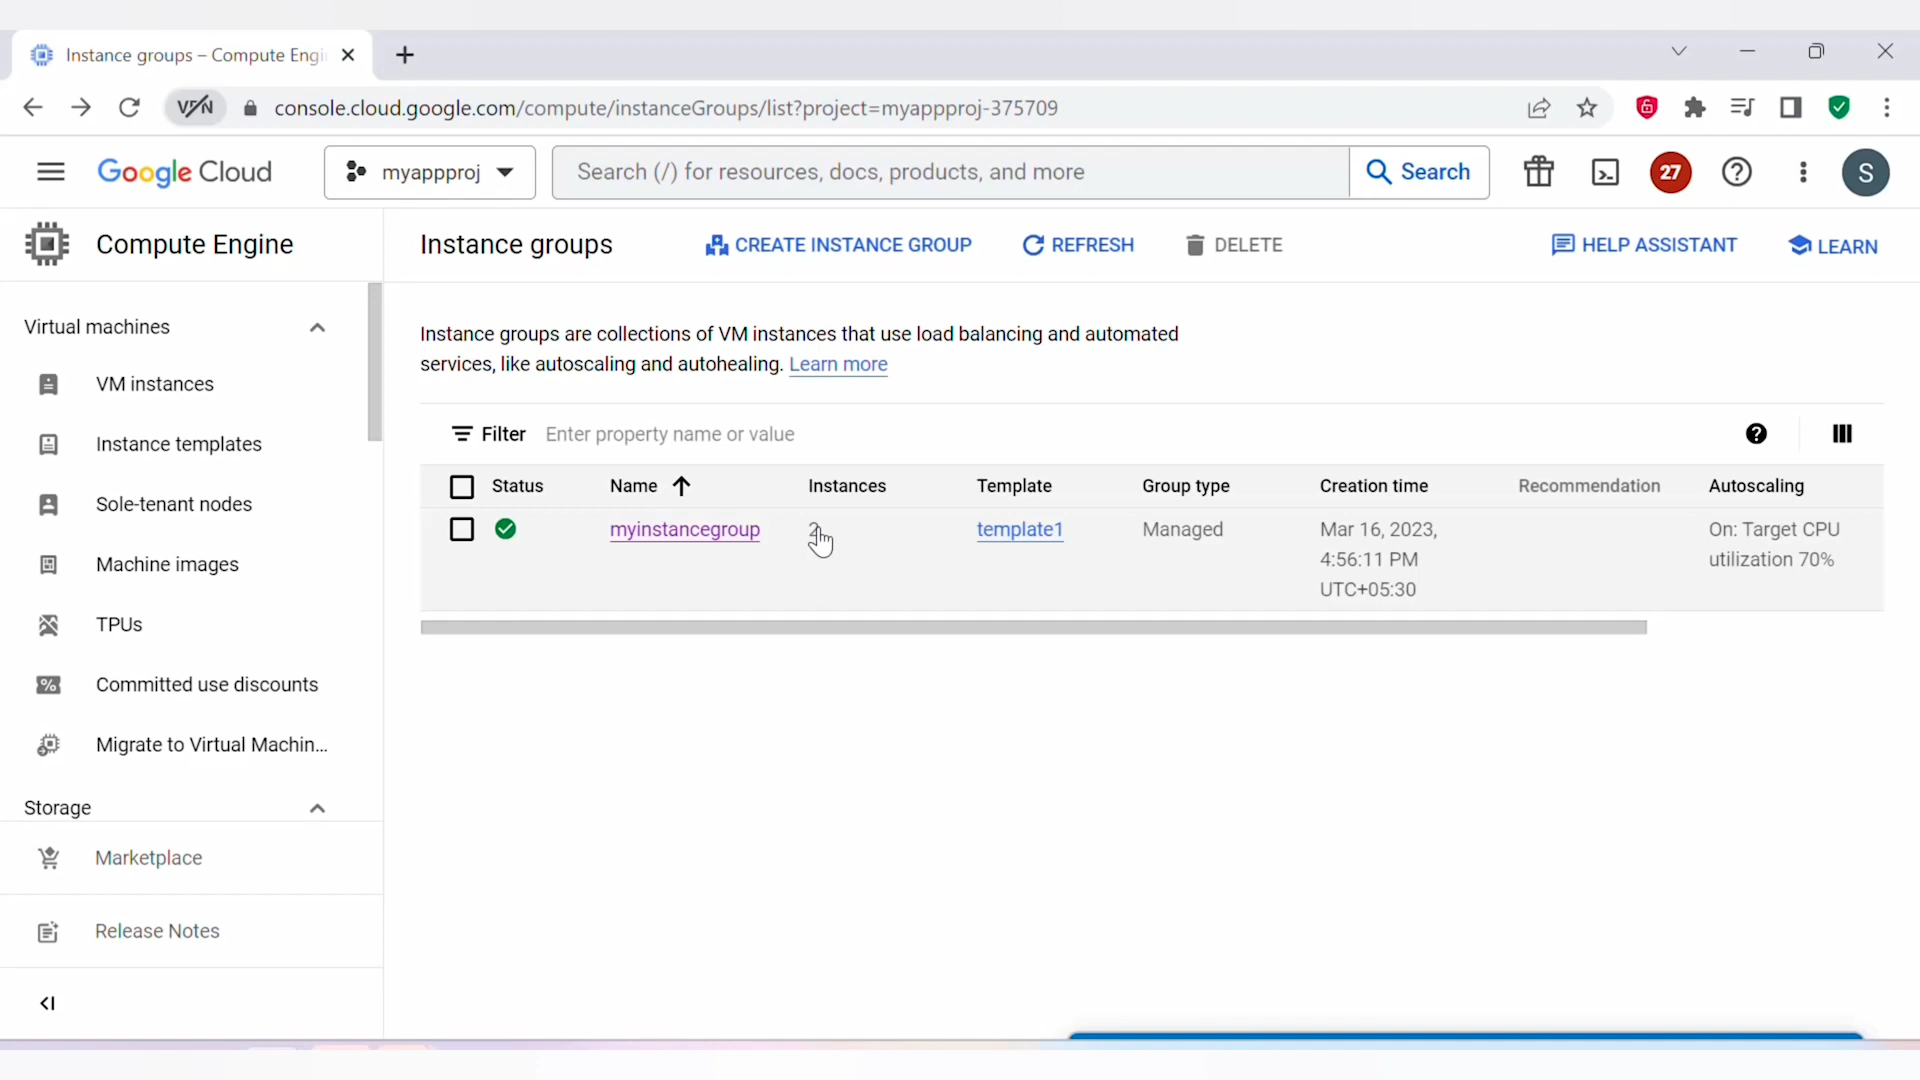 Instance groups – Compute Engi
VPN
console.cloud.google.com/compute/instanceGroups/list?project=myappproj-375709
Google Cloud
myappproj
Search (/) for resources, docs, products, and more
Search
27
S
Compute Engine
Instance groups
CREATE INSTANCE GROUP
REFRESH
DELETE
HELP ASSISTANT
LEARN
Virtual machines
VM instances
Instance templates
Sole-tenant nodes
Machine images
TPUs
Committed use discounts
Migrate to Virtual Machin...
Storage
Marketplace
Release Notes
Instance groups are collections of VM instances that use load balancing and automated
services, like autoscaling and autohealing. Learn more
Filter Enter property name or value
Status Name Instances Template Group type Creation time Recommendation Autoscaling
myinstancegroup template1 Managed Mar 16, 2023, On: Target CPU
4:56:11 PM utilization 70%
UTC+05:30